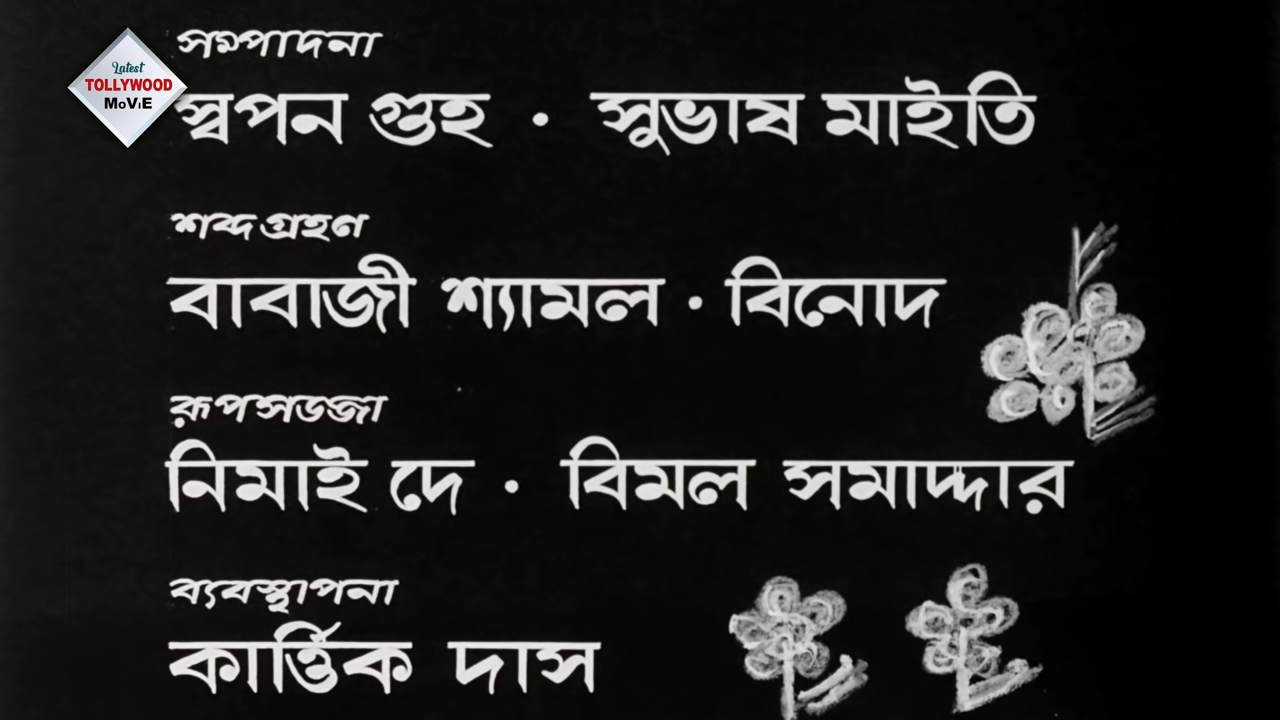 Latest
TOLLYWOOD
MoViE
সম্পাদনা
স্বপন গুহ · সুভাষ মাইতি
শব্দগ্রহণ
বাবাজী শ্যামল · বিনোদ
রূপসজ্জা
নিমাই দে · বিমল সমাদ্দার
ব্যবস্থাপনা
কার্ত্তিক দাস